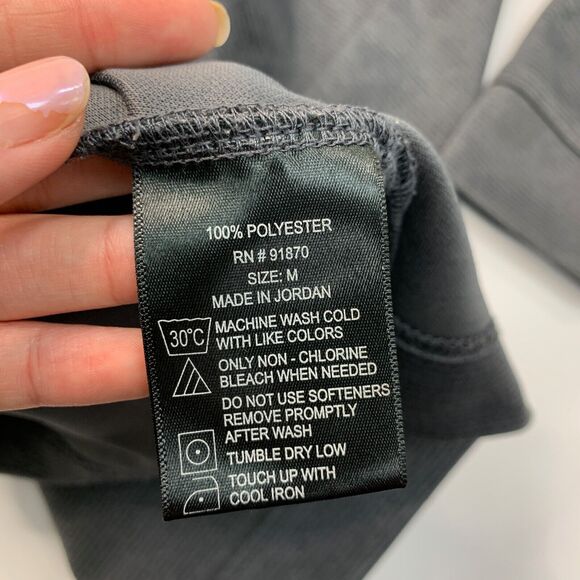 100% POLYESTER
RN # 91870
SIZE: M
MADE IN JORDAN
30°C
MACHINE WASH COLD
WITH LIKE COLORS
ONLY NON - CHLORINE
BLEACH WHEN NEEDED
DO NOT USE SOFTENERS
REMOVE PROMPTLY
AFTER WASH
TUMBLE DRY LOW
TOUCH UP WITH
COOL IRON